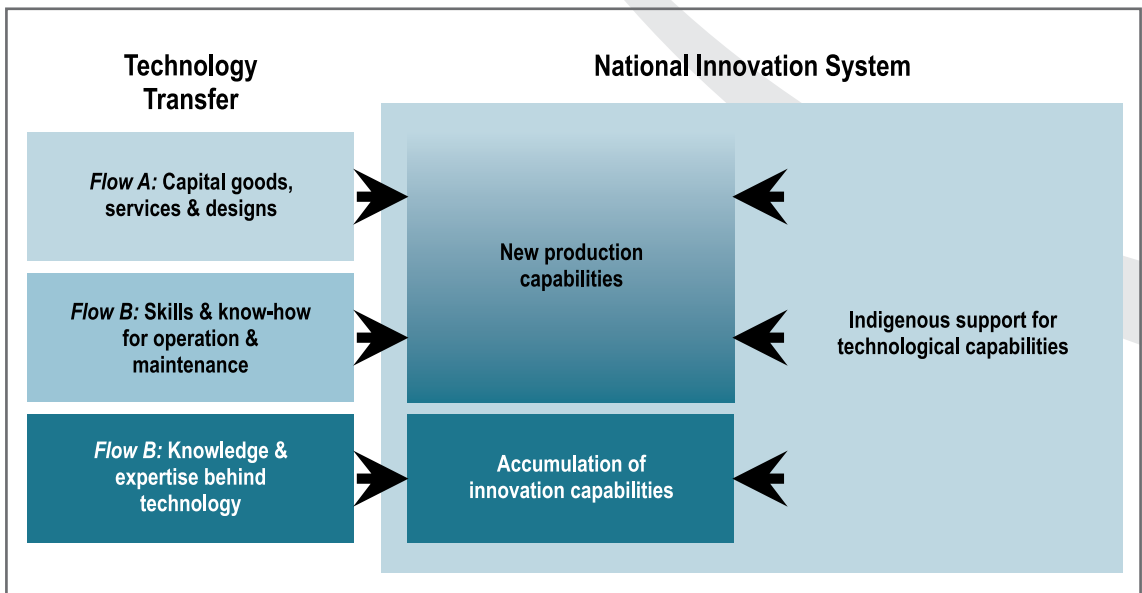 Technology
Transfer
National Innovation System
Flow A: Capital goods,
services & designs
Flow B: Skills & know-how
for operation &
maintenance
Flow B: Knowledge &
expertise behind
technology
New production
capabilities
Accumulation of
innovation capabilities
Indigenous support for
technological capabilities